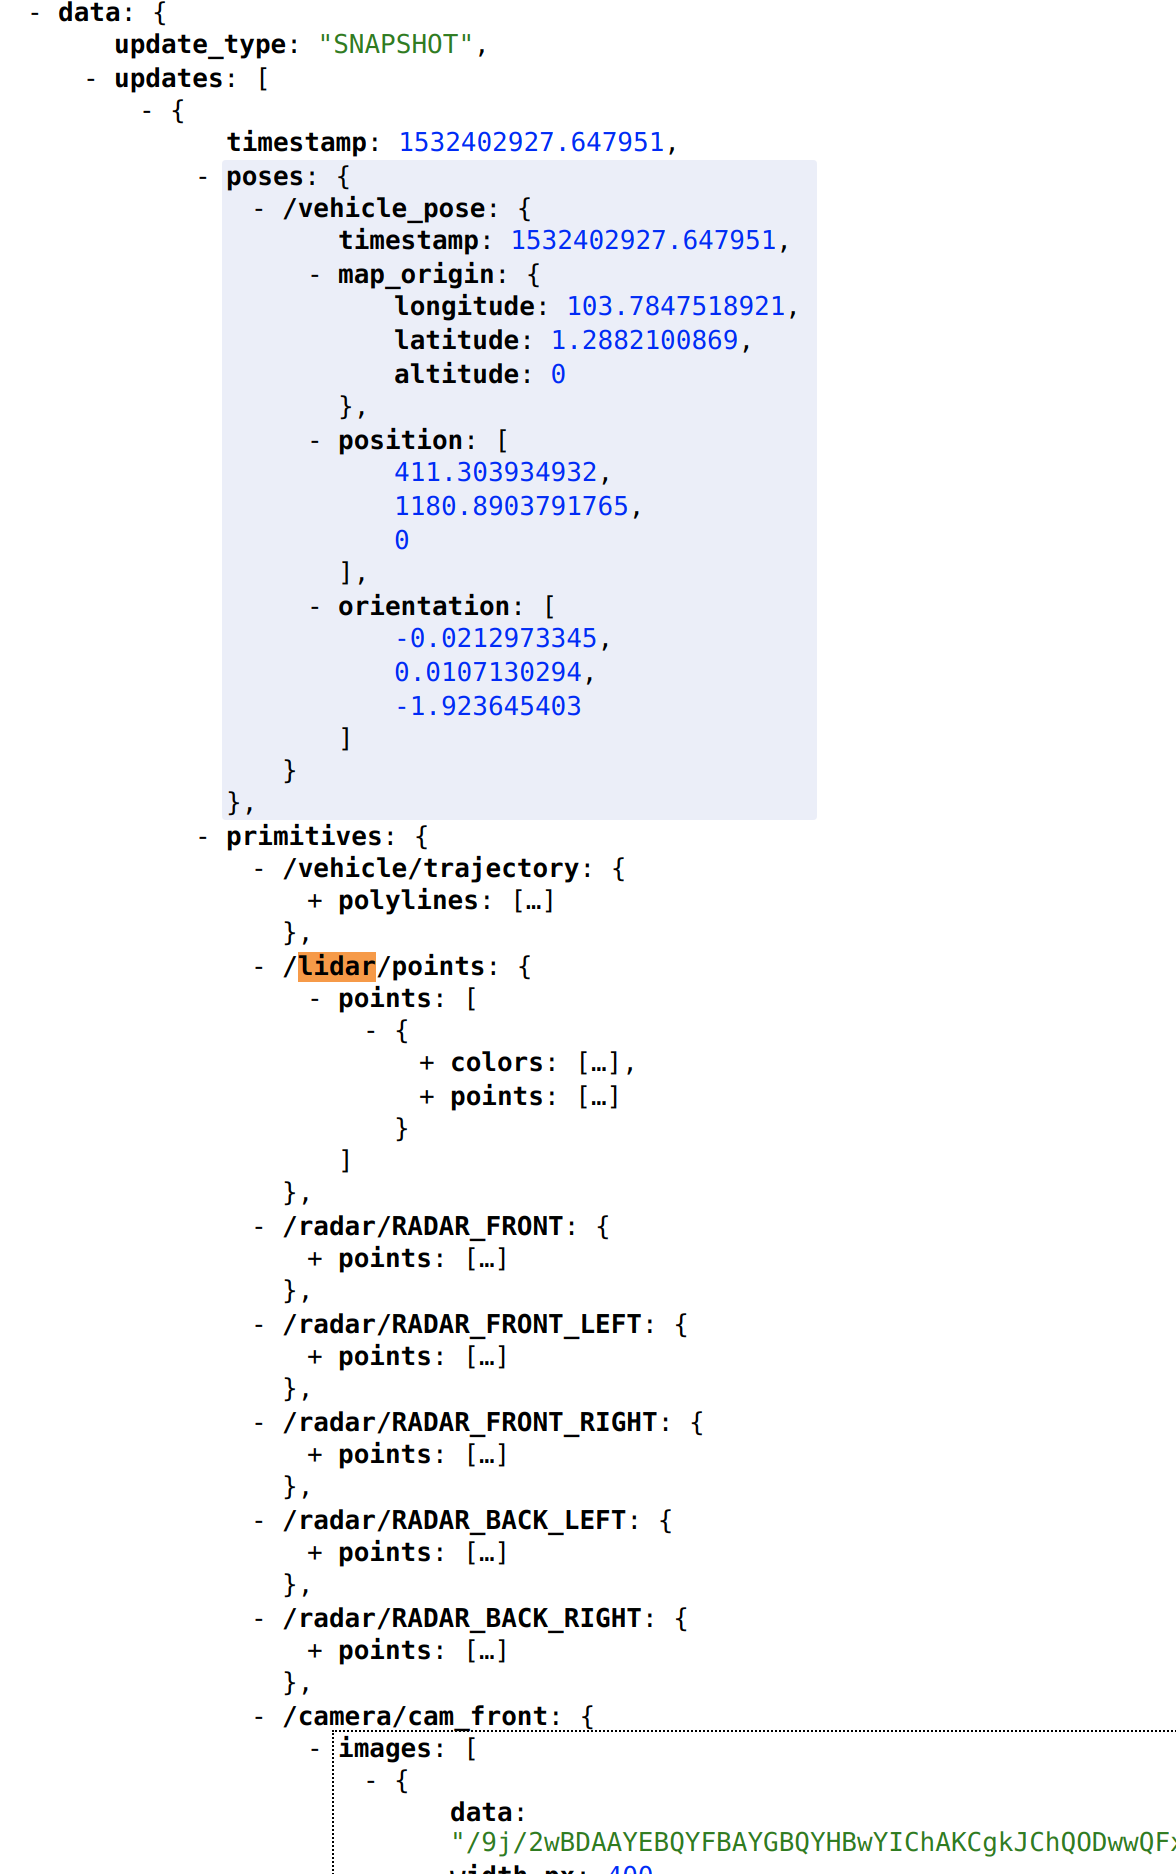 - data: {
update_type: "SNAPSHOT",
- updates: [
- {
timestamp: 1532402927.647951,
- poses: {
- /vehicle_pose: {
timestamp: 1532402927.647951,
- map_origin: {
longitude: 103.7847518921,
latitude: 1.2882100869,
altitude: 0
},
- position: [
411.303934932,
1180.8903791765,
0
],
- orientation: [
-0.0212973345,
0.0107130294,
-1.923645403
]
}
},
- primitives: {
- /vehicle/trajectory: {
+ polylines: […]
},
- /lidar/points: {
- points: [
- {
+ colors: […],
+ points: […]
}
]
},
- /radar/RADAR_FRONT: {
+ points: […]
},
- /radar/RADAR_FRONT_LEFT: {
+ points: […]
},
- /radar/RADAR_FRONT_RIGHT: {
+ points: […]
},
- /radar/RADAR_BACK_LEFT: {
+ points: […]
},
- /radar/RADAR_BACK_RIGHT: {
+ points: […]
},
- /camera/cam_front: {
- images: [
- {
data:
"/9j/2wBDAAYEBQYFBAYGBQYHBwYIChAKCgkJChQODwwQFx
width_px: 400